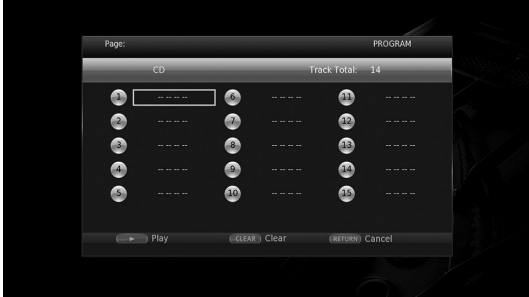 Page: PROGRAM
CD Track Total: 14
1 -- -- -- -- 6 -- -- -- -- 11 -- -- -- --
2 -- -- -- -- 7 -- -- -- -- 12 -- -- -- --
3 -- -- -- -- 8 -- -- -- -- 13 -- -- -- --
4 -- -- -- -- 9 -- -- -- -- 14 -- -- -- --
5 -- -- -- -- 10 -- -- -- -- 15 -- -- -- --
Play CLEAR Clear RETURN Cancel